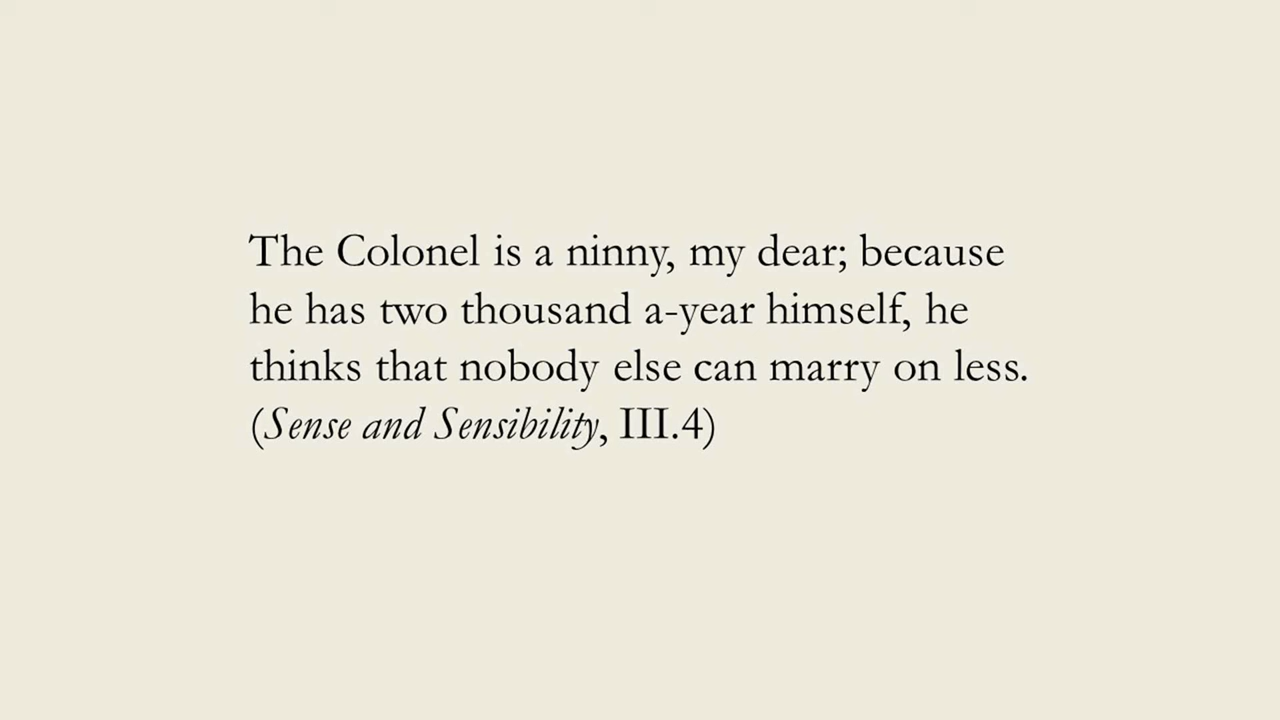 The Colonel is a ninny, my dear; because
he has two thousand a-year himself, he
thinks that nobody else can marry on less.
(Sense and Sensibility, III.4)